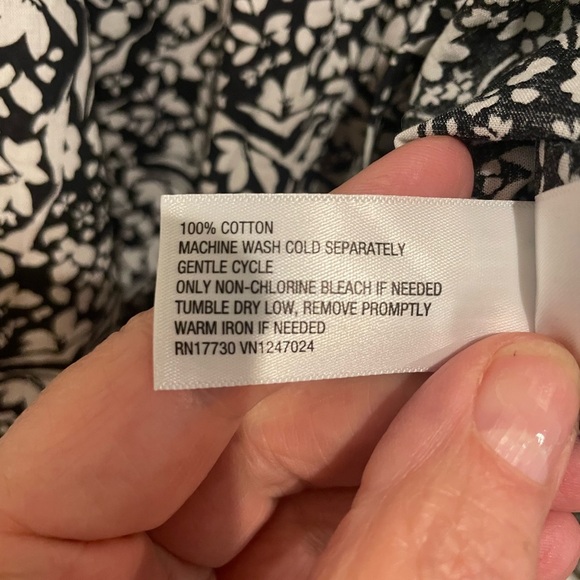 100% COTTON
MACHINE WASH COLD SEPARATELY
GENTLE CYCLE
ONLY NON-CHLORINE BLEACH IF NEEDED
TUMBLE DRY LOW, REMOVE PROMPTLY
WARM IRON IF NEEDED
RN17730 VN1247024